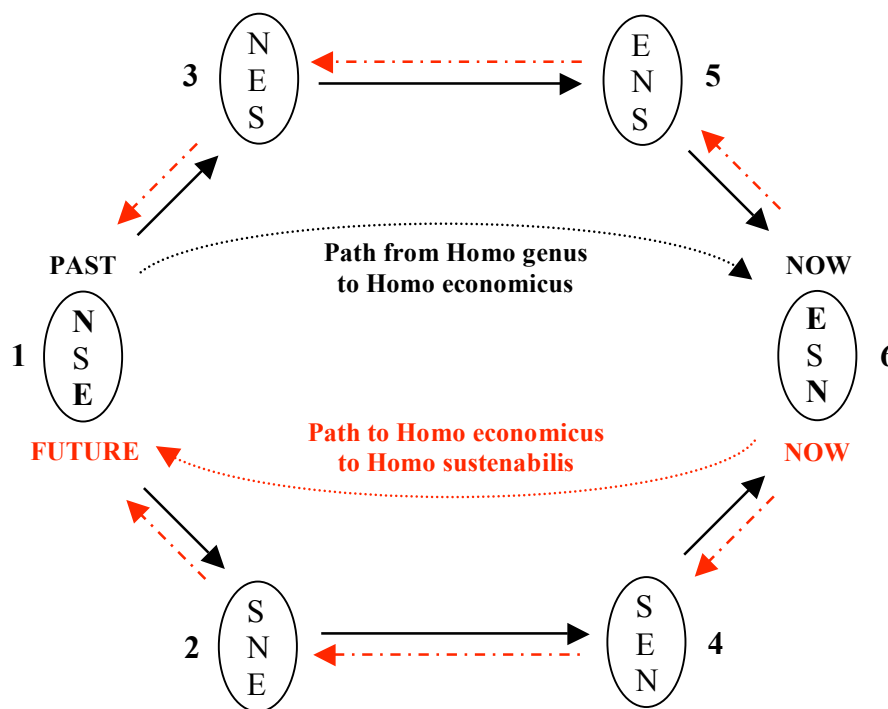 3
N
E
S
E
N
S
5
Path from Homo genus
to Homo economicus
PAST
NOW
1
N
S
E
E
S
N
6
FUTURE
Path to Homo economicus
to Homo sustenabilis
NOW
2
S
N
E
S
E
N
4